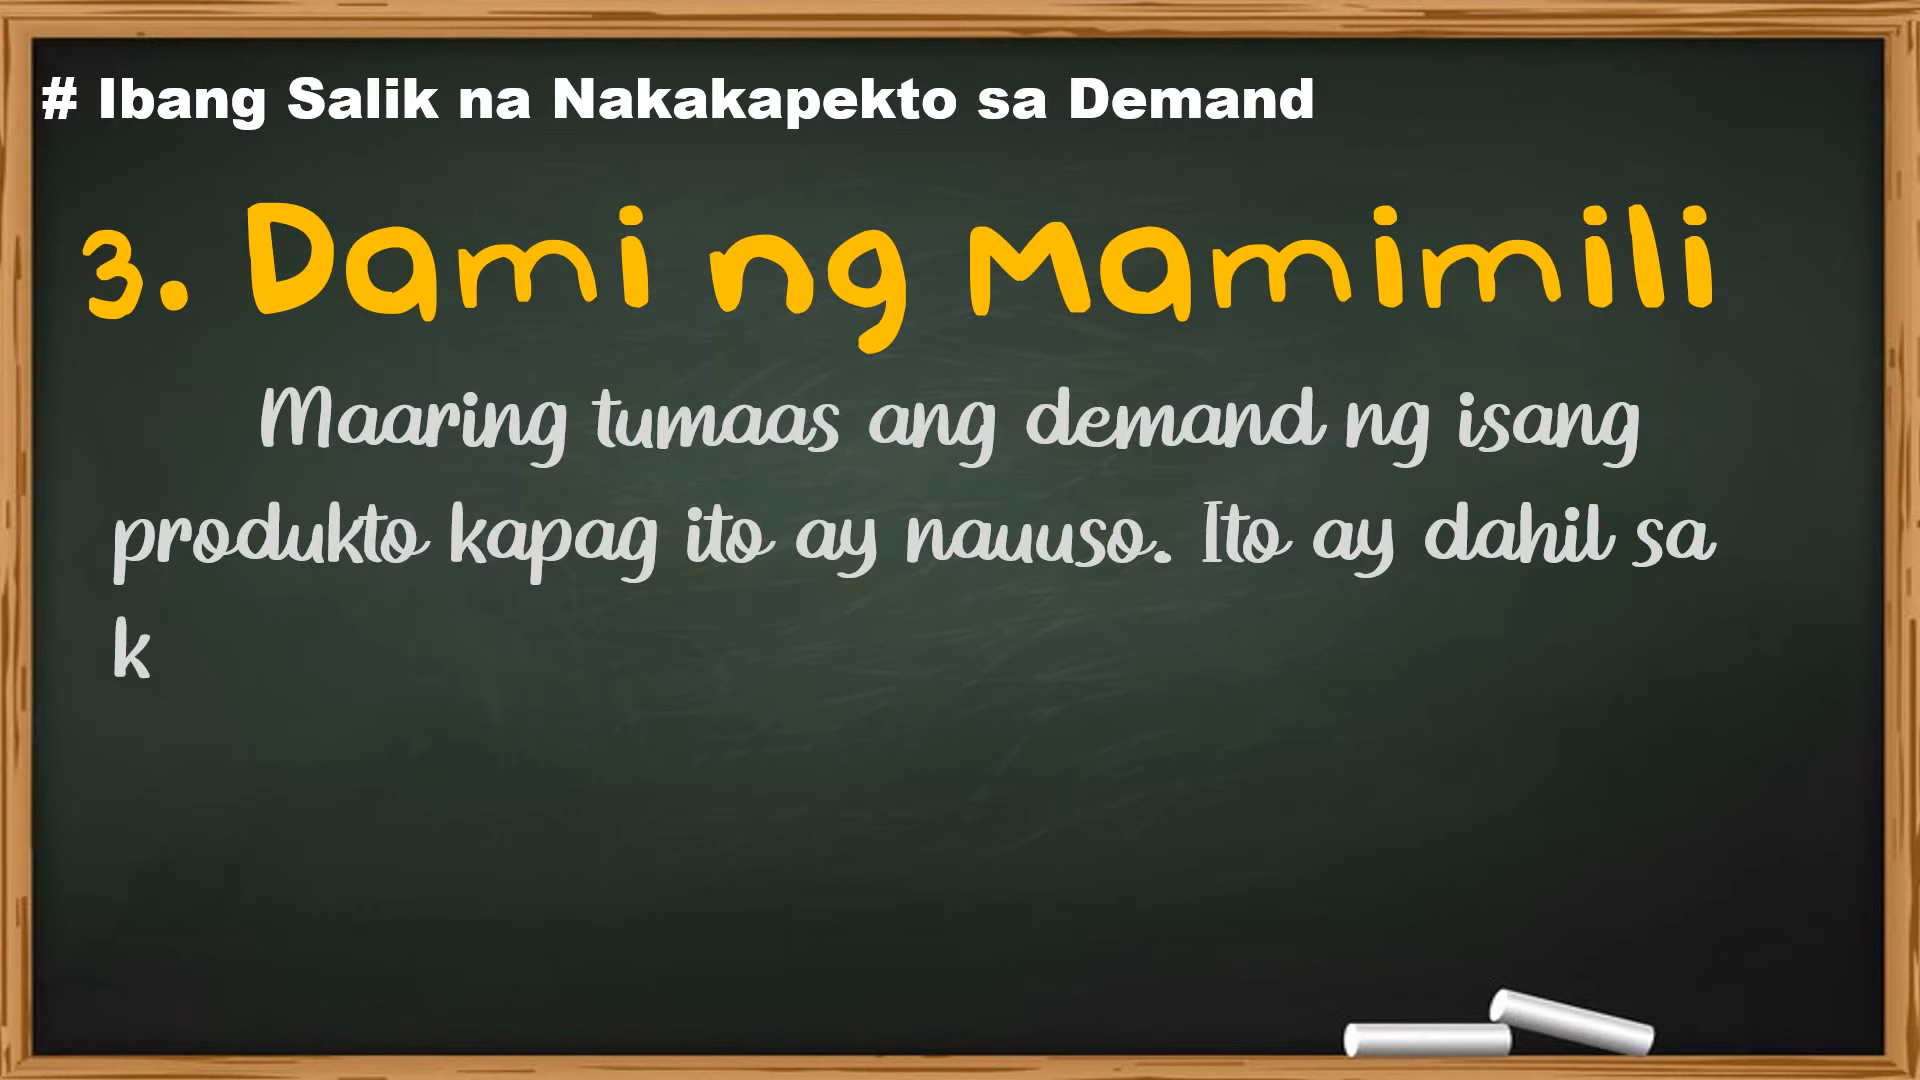 # Ibang Salik na Nakakapekto sa Demand
3. Dami ng Mamimili
Maaring tumaas ang demand ng isang
produkto kapag ito ay nauuso. Ito ay dahil sa
k